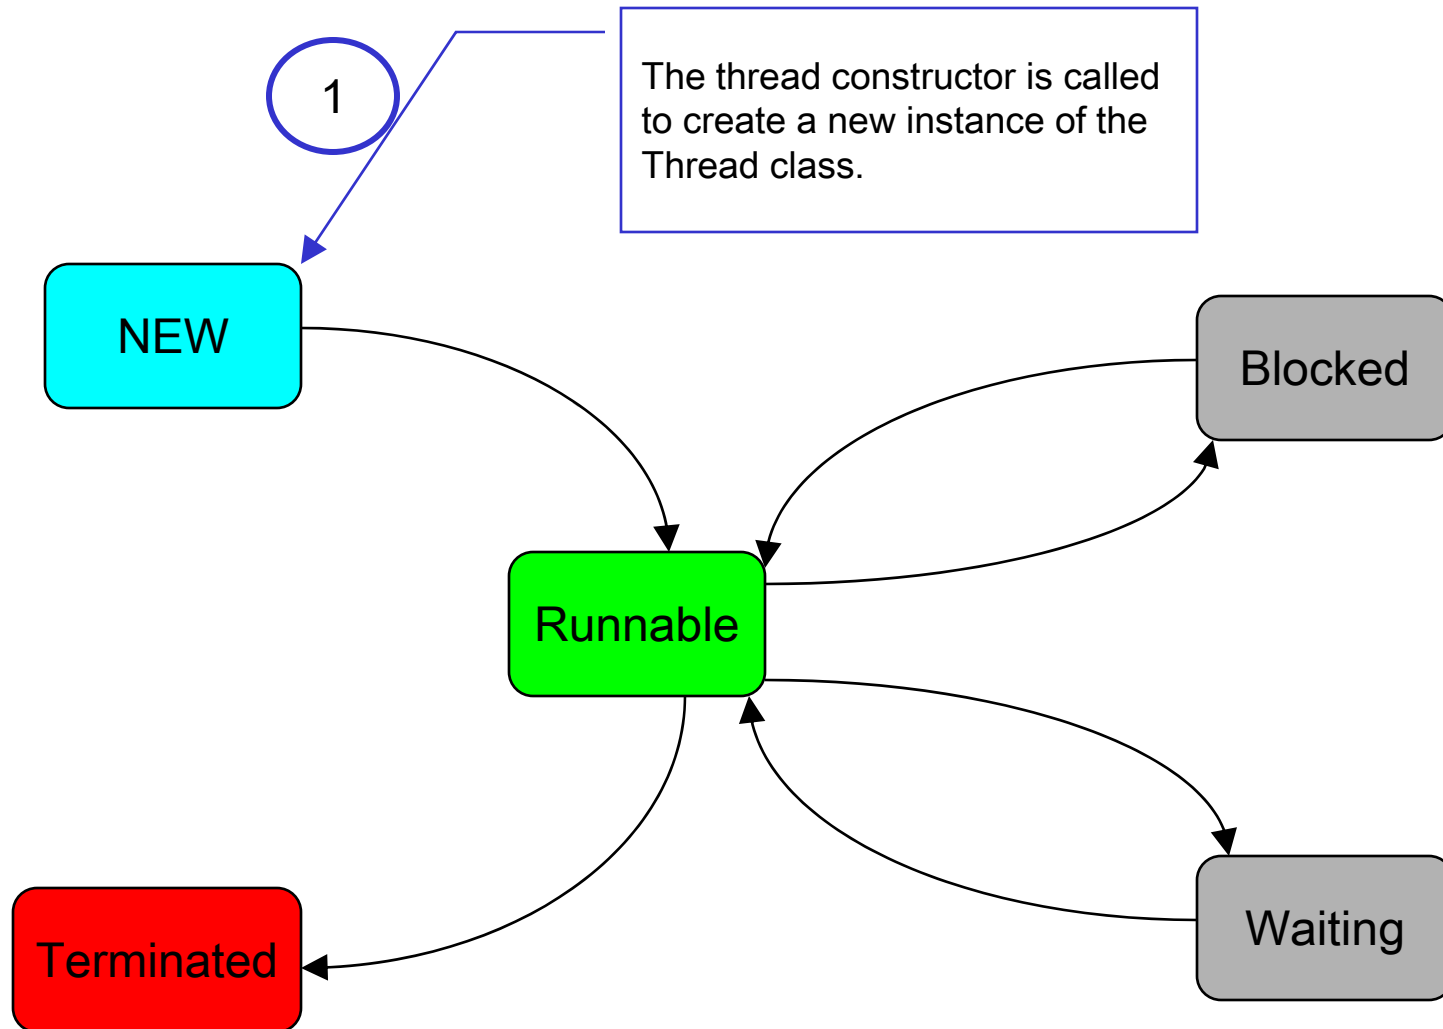 1
The thread constructor is called
to create a new instance of the
Thread class.
NEW
Blocked
Runnable
Terminated
Waiting